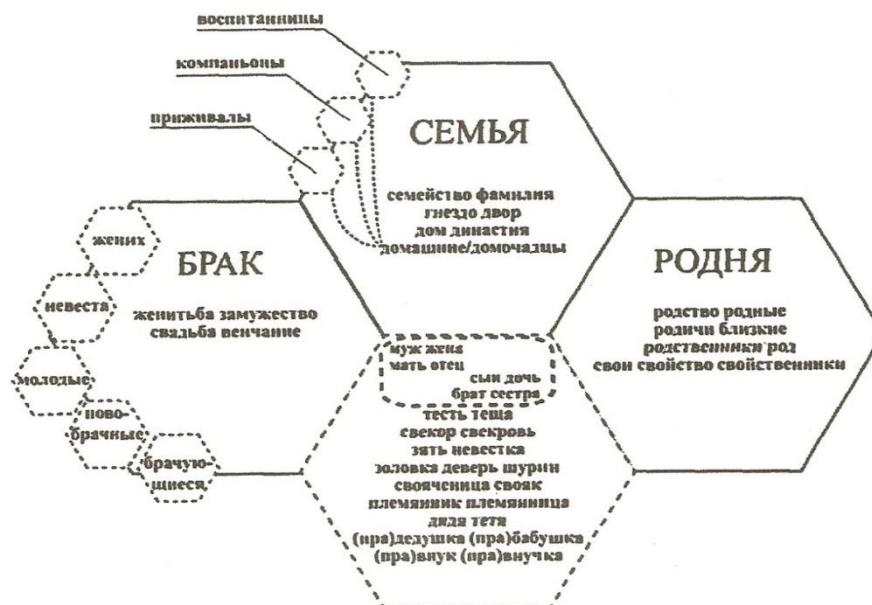 воспитанницы
компаньоны
приживалы
СЕМЬЯ
семейство фамилия
гнездо двор
дом династия
домашние/домочадцы
БРАК
женитьба замужество
свадьба венчание
жених
невеста
молодые
ново-
брачные
брачую-
щиеся
РОДНЯ
родство родные
родичи близкие
родственники род
свои свойство свойственники
муж жена
мать отец
сын дочь
брат сестра
тесть теща
свекор свекровь
зять невестка
золовка деверь шурин
свояченица свояк
племянник племянница
дядя тетя
(пра)дедушка (пра)бабушка
(пра)внук (пра)внучка